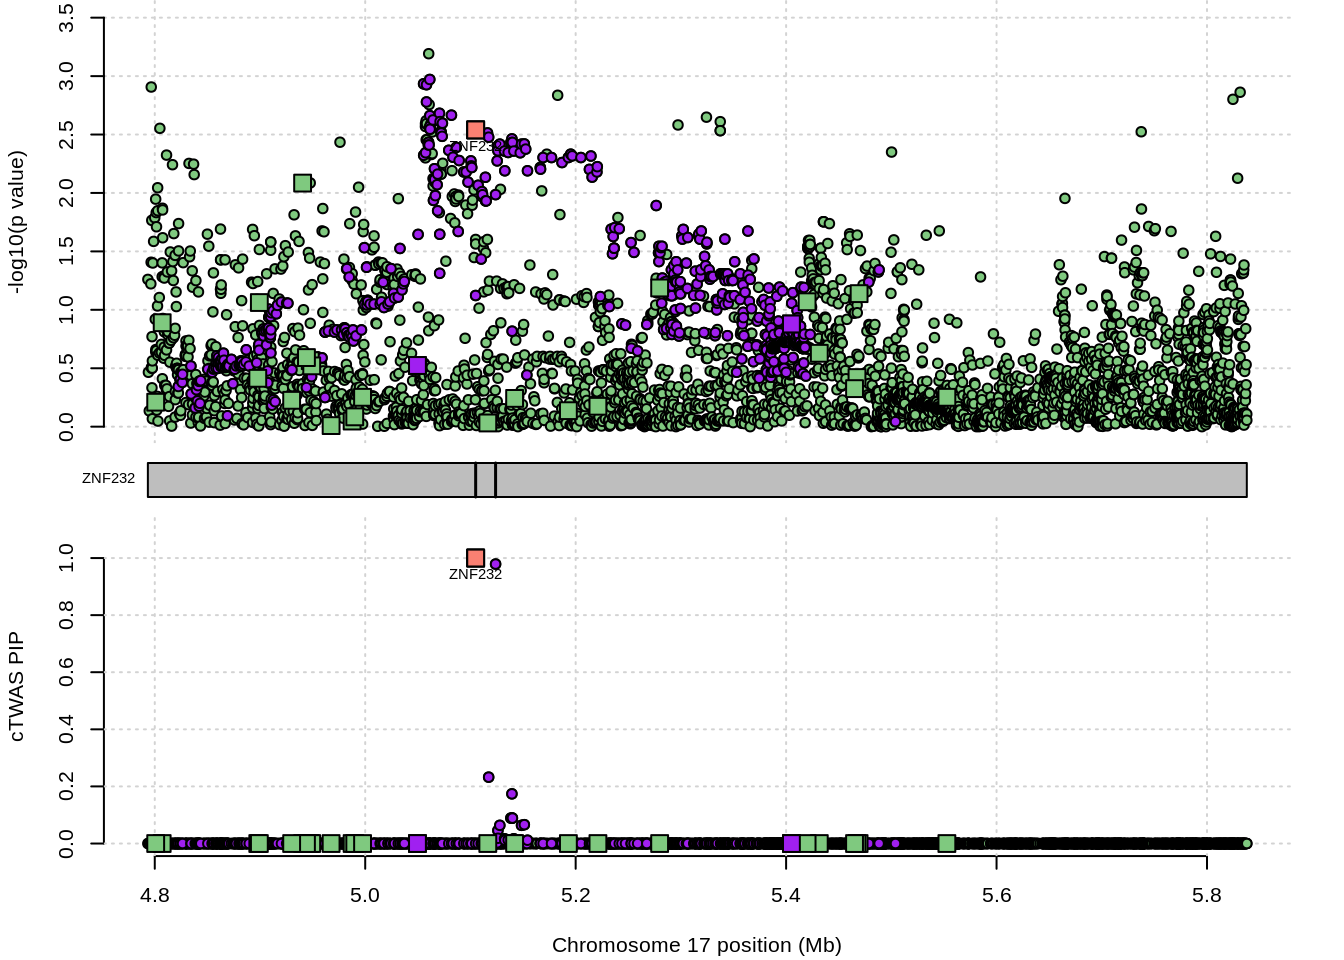 -log10(p value)
3.5
3.0
2.5
2.0
1.5
1.0
0.5
0.0
ZNF232
ZNF232
cTWAS PIP
1.0
0.8
0.6
0.4
0.2
0.0
ZNF232
4.8 5.0 5.2 5.4 5.6 5.8
Chromosome 17 position (Mb)